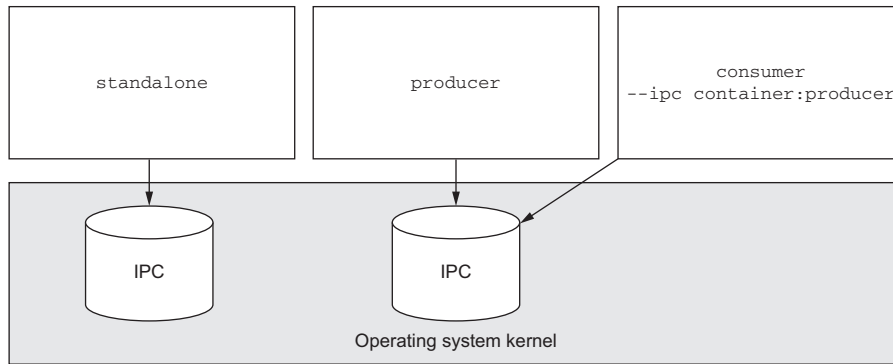 standalone
producer
consumer
--ipc container:producer
IPC
IPC
Operating system kernel